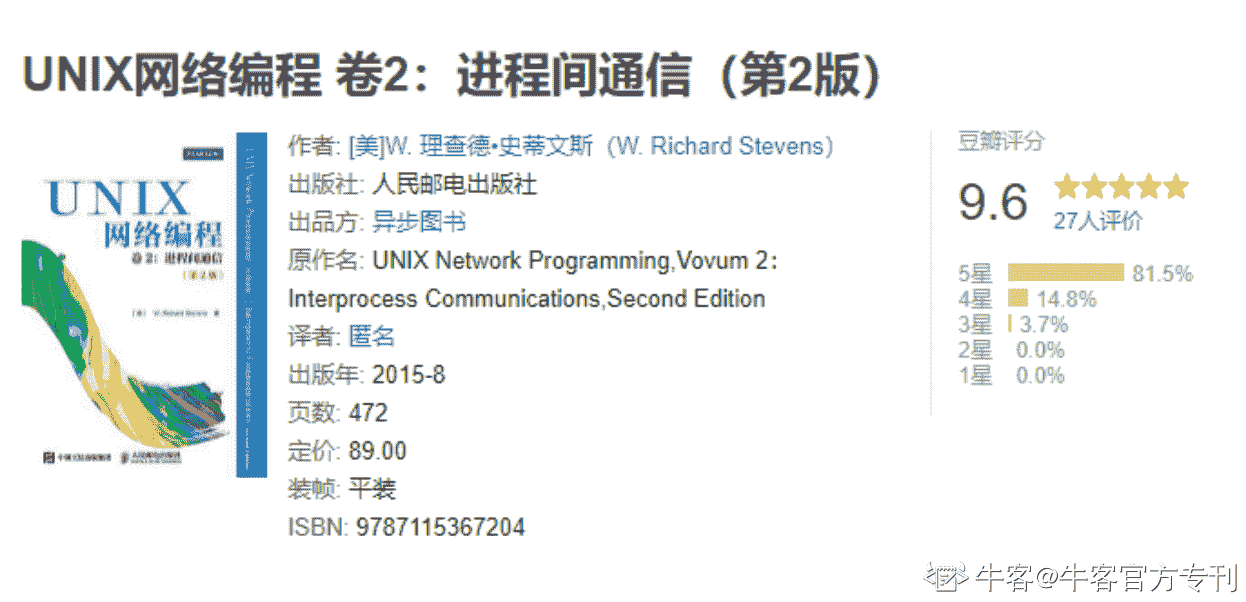 UNIX网络编程 卷2：进程间通信（第2版）
UNIX
网络编程
卷 2：进程间通信
（第 2 版）
作者: [美]W. 理查德•史蒂文斯（W. Richard Stevens）
出版社: 人民邮电出版社
出品方: 异步图书
原作名: UNIX Network Programming,Vovum 2：
Interprocess Communications,Second Edition
译者: 匿名
出版年: 2015-8
页数: 472
定价: 89.00
装帧: 平装
ISBN: 9787115367204
豆瓣评分
9.6
27人评价
5星 81.5%
4星 14.8%
3星 3.7%
2星 0.0%
1星 0.0%
牛客@牛客官方专刊